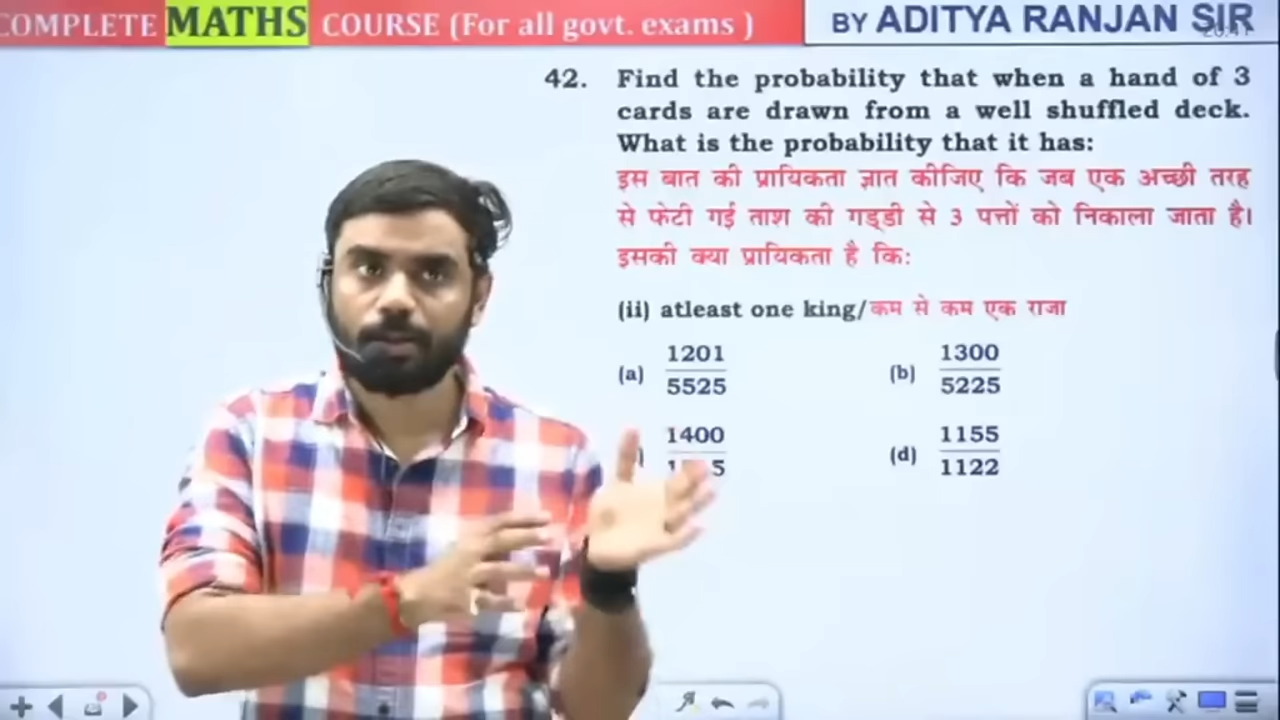 COMPLETE MATHS COURSE (For all govt. exams )
BY ADITYA RANJAN SIR
42. Find the probability that when a hand of 3
cards are drawn from a well shuffled deck.
What is the probability that it has:
इस बात की प्रायिकता ज्ञात कीजिए कि जब एक अच्छी तरह
से फेटी गई ताश की गड्डी से 3 पत्तों को निकाला जाता है।
इसकी क्या प्रायिकता है कि:
(ii) atleast one king/कम से कम एक राजा
(a) 1201/5525 (b) 1300/5225
1400
(d) 1155/1122